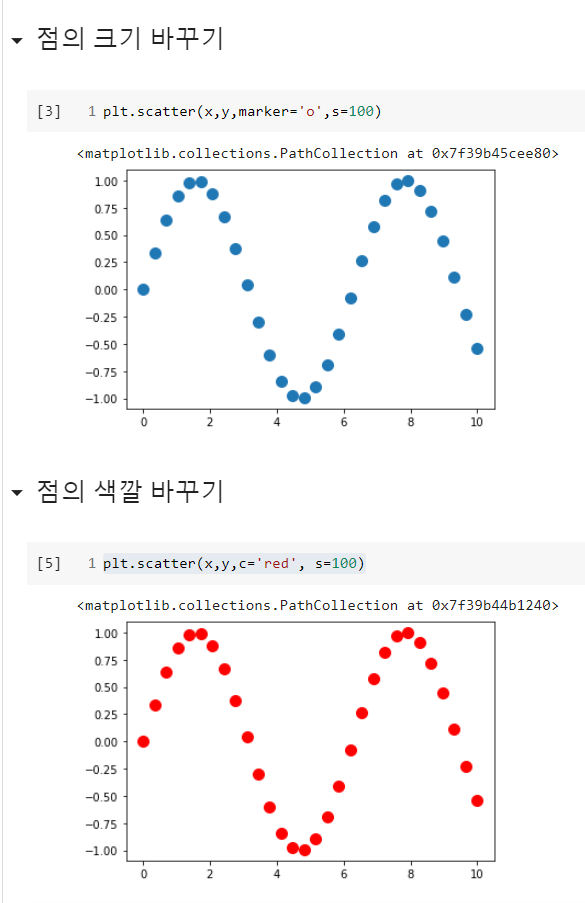 점의 크기 바꾸기
[3] 1 plt.scatter(x,y,marker='o',s=100)
<matplotlib.collections.PathCollection at 0x7f39b45cee80>
1.00
0.75
0.50
0.25
0.00
−0.25
−0.50
−0.75
−1.00
0 2 4 6 8 10
점의 색깔 바꾸기
[5] 1 plt.scatter(x,y,c='red', s=100)
<matplotlib.collections.PathCollection at 0x7f39b44b1240>
1.00
0.75
0.50
0.25
0.00
−0.25
−0.50
−0.75
−1.00
0 2 4 6 8 10